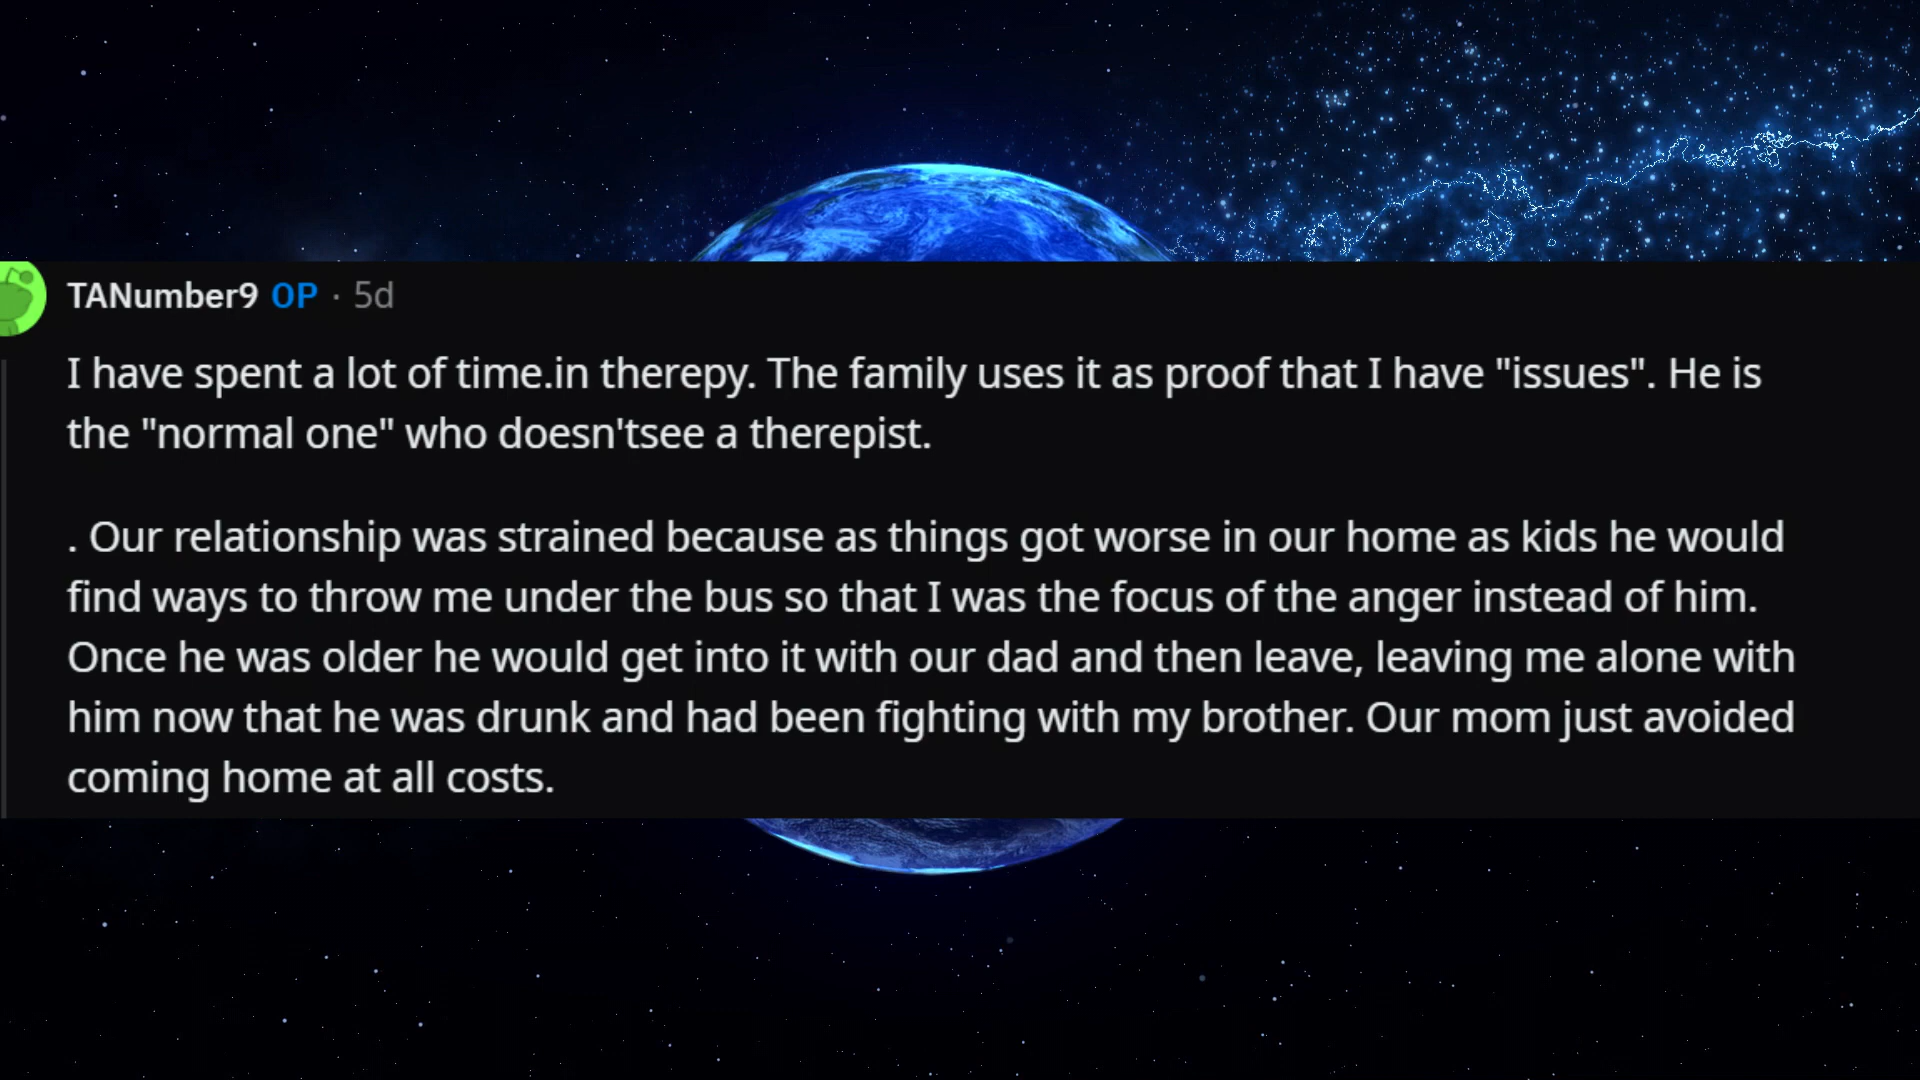 TANumber9 OP · 5d
I have spent a lot of time.in therepy. The family uses it as proof that I have "issues". He is
the "normal one" who doesn'tsee a therepist.
. Our relationship was strained because as things got worse in our home as kids he would
find ways to throw me under the bus so that I was the focus of the anger instead of him.
Once he was older he would get into it with our dad and then leave, leaving me alone with
him now that he was drunk and had been fighting with my brother. Our mom just avoided
coming home at all costs.